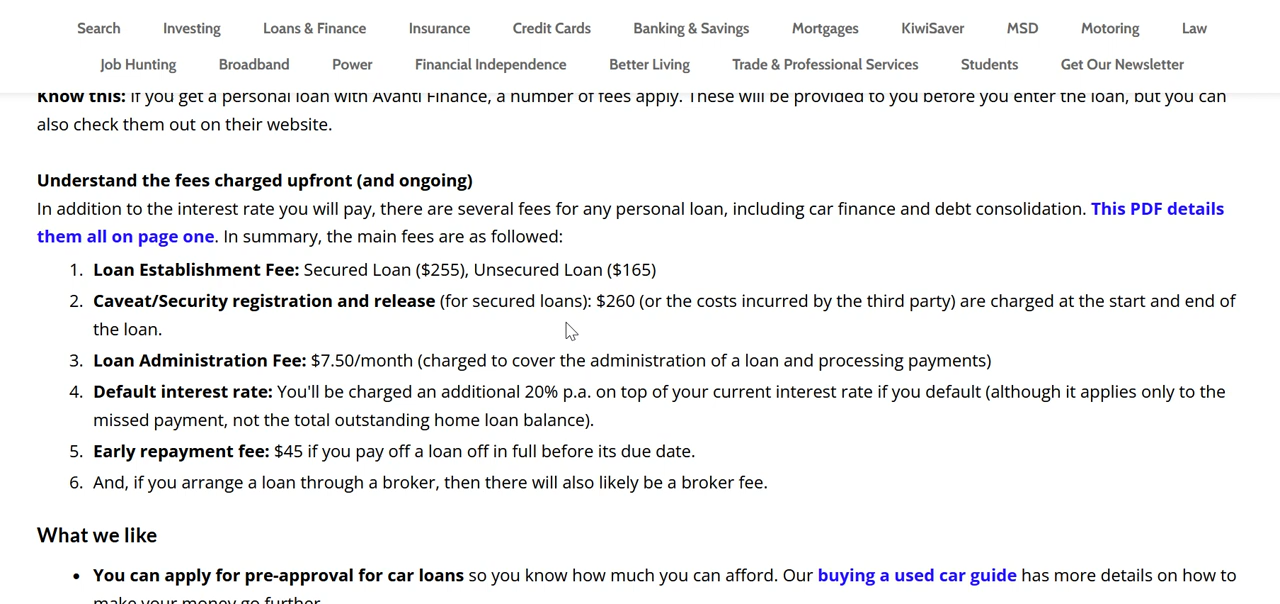 Search Investing Loans & Finance Insurance Credit Cards Banking & Savings Mortgages KiwiSaver MSD Motoring Law
Job Hunting Broadband Power Financial Independence Better Living Trade & Professional Services Students Get Our Newsletter
Know this: If you get a personal loan with Avanti Finance, a number of fees apply. These will be provided to you before you enter the loan, but you can
also check them out on their website.
Understand the fees charged upfront (and ongoing)
In addition to the interest rate you will pay, there are several fees for any personal loan, including car finance and debt consolidation. This PDF details
them all on page one. In summary, the main fees are as followed:
1. Loan Establishment Fee: Secured Loan ($255), Unsecured Loan ($165)
2. Caveat/Security registration and release (for secured loans): $260 (or the costs incurred by the third party) are charged at the start and end of
the loan.
3. Loan Administration Fee: $7.50/month (charged to cover the administration of a loan and processing payments)
4. Default interest rate: You'll be charged an additional 20% p.a. on top of your current interest rate if you default (although it applies only to the
missed payment, not the total outstanding home loan balance).
5. Early repayment fee: $45 if you pay off a loan off in full before its due date.
6. And, if you arrange a loan through a broker, then there will also likely be a broker fee.
What we like
• You can apply for pre-approval for car loans so you know how much you can afford. Our buying a used car guide has more details on how to
make your money go further.